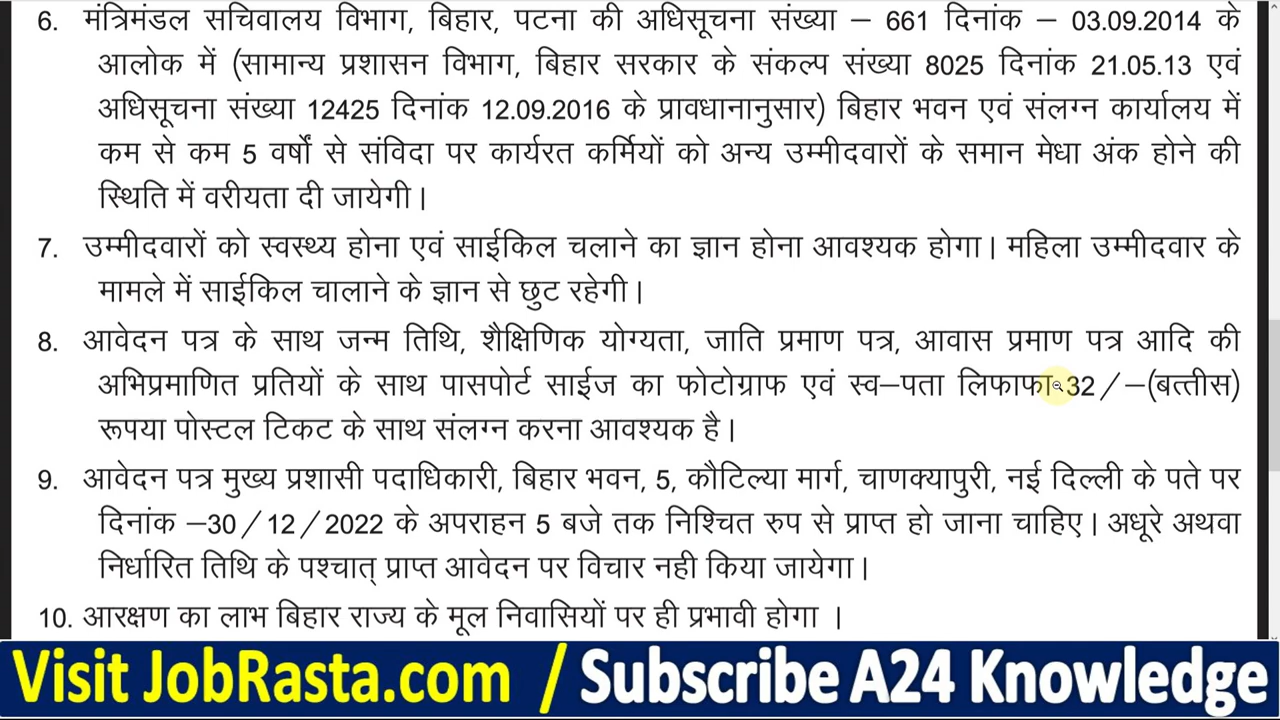 6. मंत्रिमंडल सचिवालय विभाग, बिहार, पटना की अधिसूचना संख्या – 661 दिनांक – 03.09.2014 के
आलोक में (सामान्य प्रशासन विभाग, बिहार सरकार के संकल्प संख्या 8025 दिनांक 21.05.13 एवं
अधिसूचना संख्या 12425 दिनांक 12.09.2016 के प्रावधानानुसार) बिहार भवन एवं संलग्न कार्यालय में
कम से कम 5 वर्षों से संविदा पर कार्यरत कर्मियों को अन्य उम्मीदवारों के समान मेधा अंक होने की
स्थिति में वरीयता दी जायेगी।
7. उम्मीदवारों को स्वस्थ्य होना एवं साईकिल चलाने का ज्ञान होना आवश्यक होगा। महिला उम्मीदवार के
मामले में साईकिल चालाने के ज्ञान से छुट रहेगी।
8. आवेदन पत्र के साथ जन्म तिथि, शैक्षिणिक योग्यता, जाति प्रमाण पत्र, आवास प्रमाण पत्र आदि की
अभिप्रमाणित प्रतियों के साथ पासपोर्ट साईज का फोटोग्राफ एवं स्व–पता लिफाफा 32/–(बत्तीस)
रूपया पोस्टल टिकट के साथ संलग्न करना आवश्यक है।
9. आवेदन पत्र मुख्य प्रशासी पदाधिकारी, बिहार भवन, 5, कौटिल्या मार्ग, चाणक्यापुरी, नई दिल्ली के पते पर
दिनांक –30/12/2022 के अपराहन 5 बजे तक निश्चित रुप से प्राप्त हो जाना चाहिए। अधूरे अथवा
निर्धारित तिथि के पश्चात् प्राप्त आवेदन पर विचार नही किया जायेगा।
10. आरक्षण का लाभ बिहार राज्य के मूल निवासियों पर ही प्रभावी होगा ।
Visit JobRasta.com / Subscribe A24 Knowledge